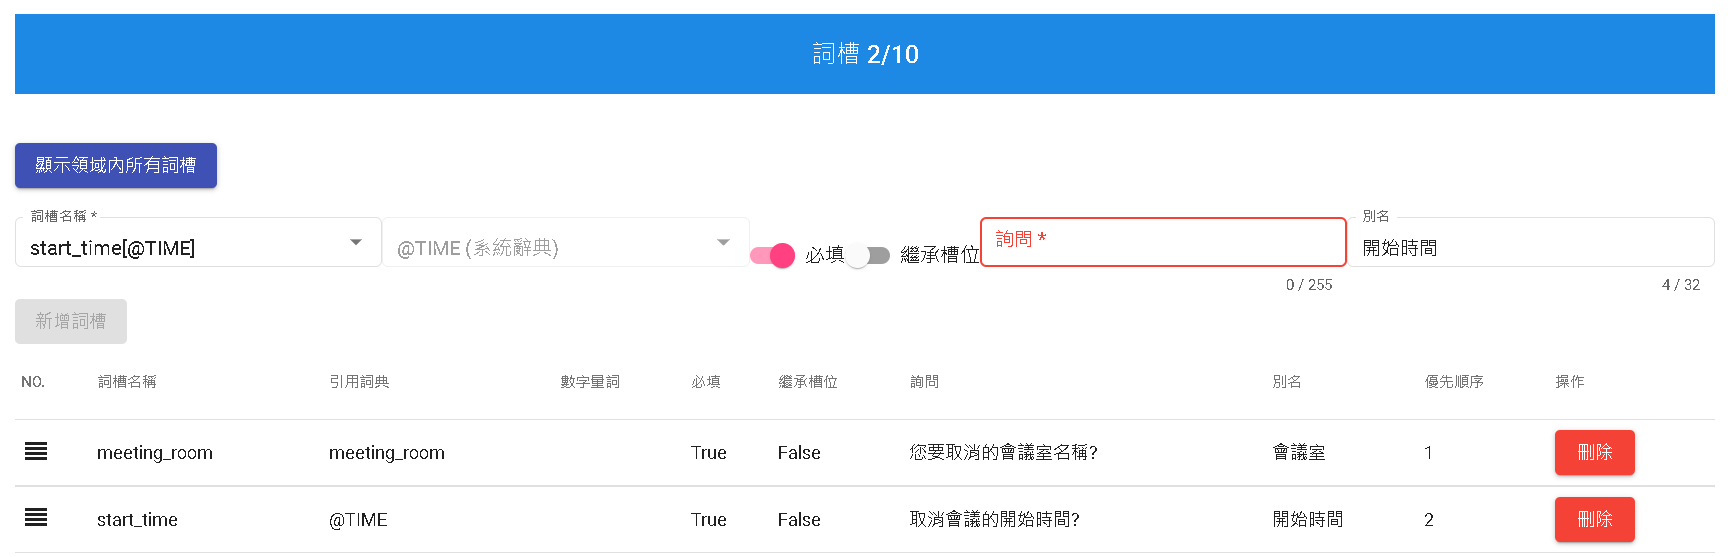 詞槽 2/10
顯示領域內所有詞槽
詞槽名稱 *
start_time[@TIME]
@TIME (系統辭典)
必填
繼承槽位
詢問 *
0 / 255
別名
開始時間
4 / 32
新增詞槽
NO. 詞槽名稱 引用詞典 數字量詞 必填 繼承槽位 詢問 別名 優先順序 操作
meeting_room meeting_room True False 您要取消的會議室名稱? 會議室 1 刪除
start_time @TIME True False 取消會議的開始時間? 開始時間 2 刪除